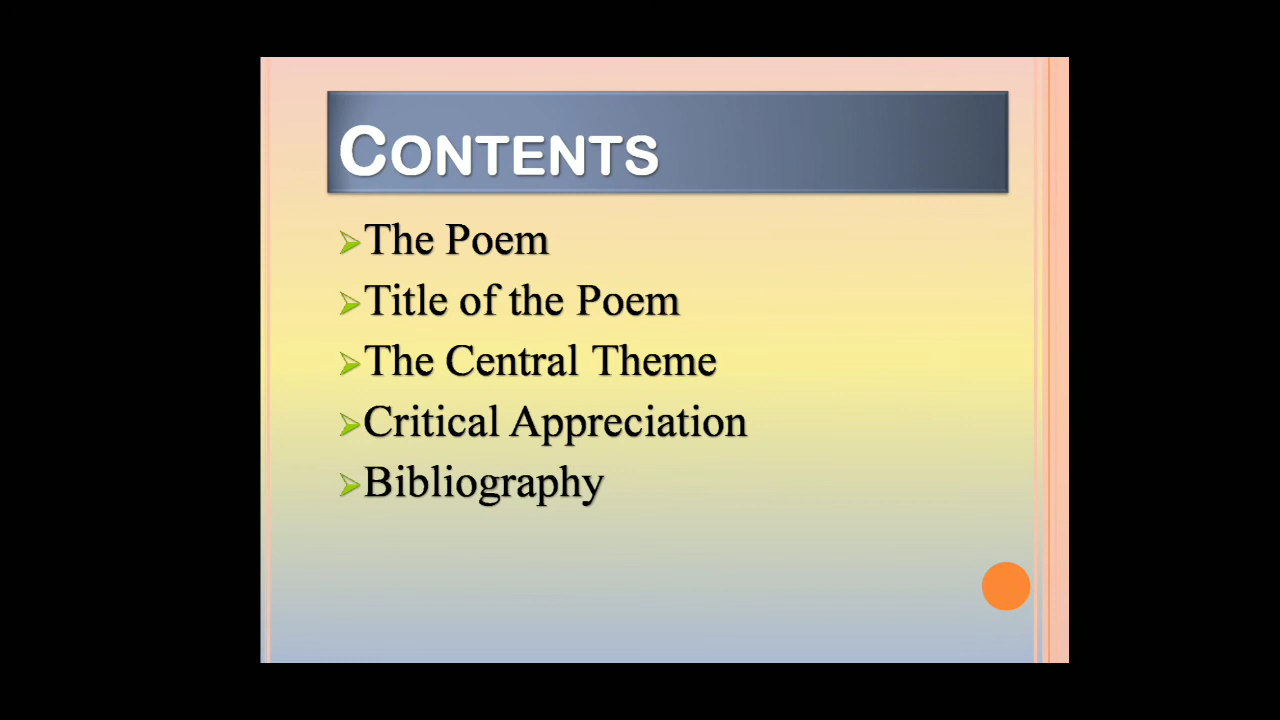 CONTENTS
The Poem
Title of the Poem
The Central Theme
Critical Appreciation
Bibliography